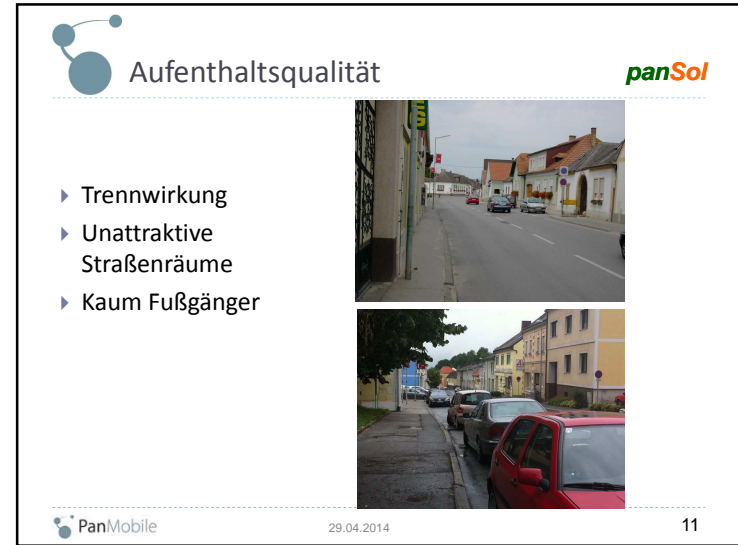 Aufenthaltsqualität
panSol
Trennwirkung
Unattraktive
Straßenräume
Kaum Fußgänger
G
PanMobile
29.04.2014
11